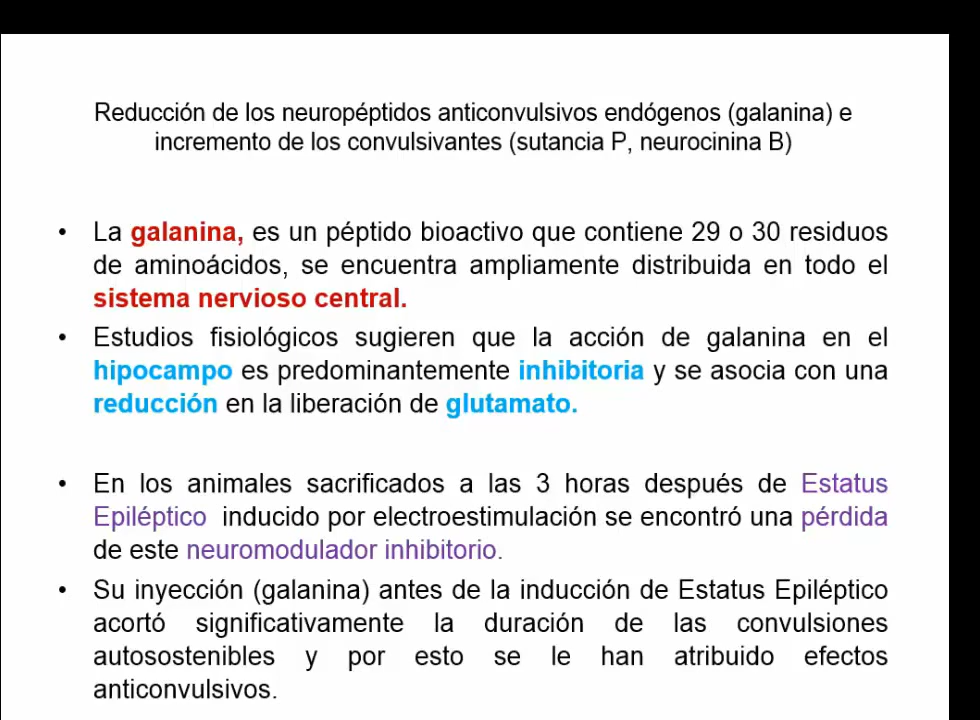 Reducción de los neuropéptidos anticonvulsivos endógenos (galanina) e
incremento de los convulsivantes (sutancia P, neurocinina B)
• La galanina, es un péptido bioactivo que contiene 29 o 30 residuos
de aminoácidos, se encuentra ampliamente distribuida en todo el
sistema nervioso central.
• Estudios fisiológicos sugieren que la acción de galanina en el
hipocampo es predominantemente inhibitoria y se asocia con una
reducción en la liberación de glutamato.
• En los animales sacrificados a las 3 horas después de Estatus
Epiléptico inducido por electroestimulación se encontró una pérdida
de este neuromodulador inhibitorio.
• Su inyección (galanina) antes de la inducción de Estatus Epiléptico
acortó significativamente la duración de las convulsiones
autosostenibles y por esto se le han atribuido efectos
anticonvulsivos.